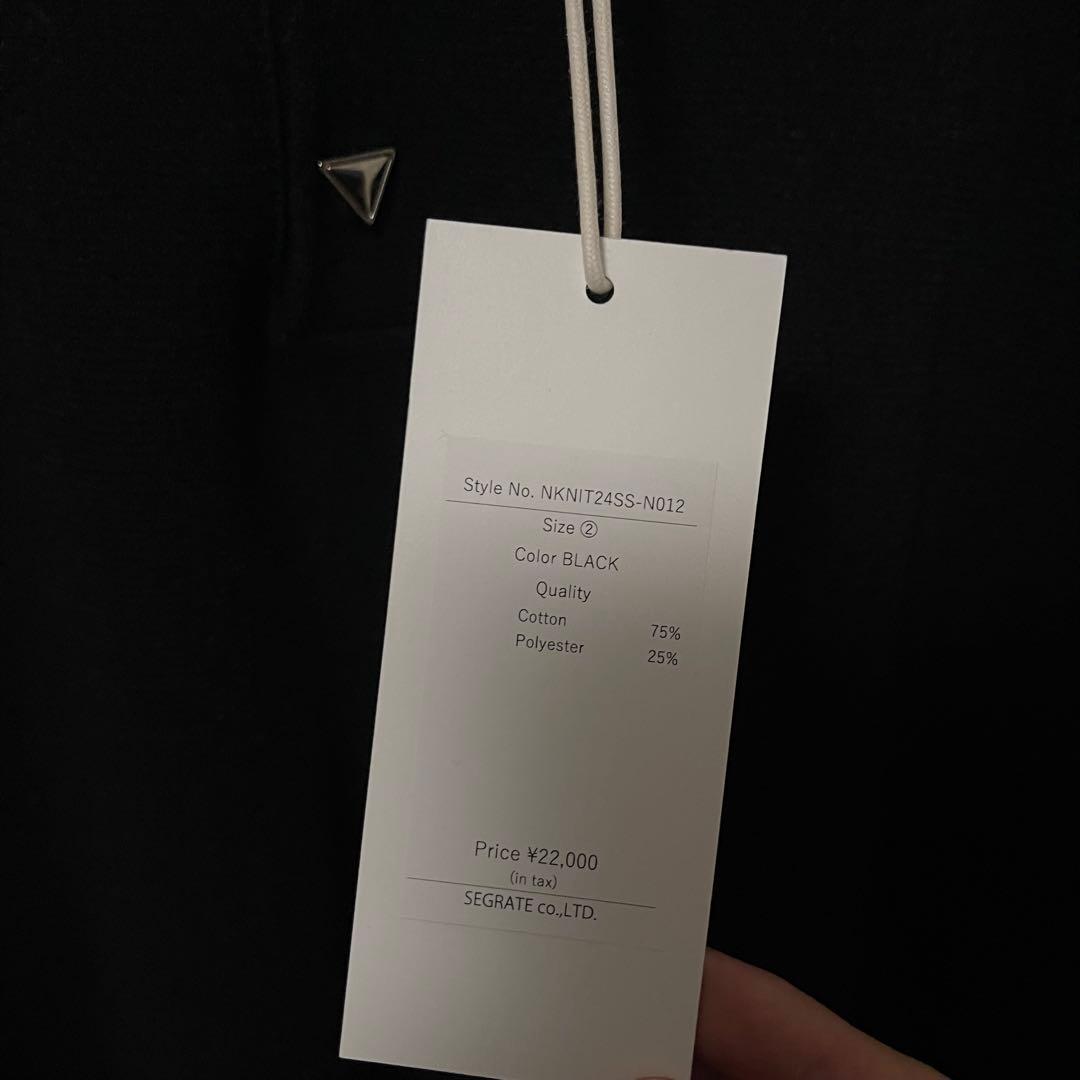 Style No. NKNIT24SS-N012
Size ②
Color BLACK
Quality
Cotton 75%
Polyester 25%
Price ¥22,000
(in tax)
SEGRATE co.,LTD.